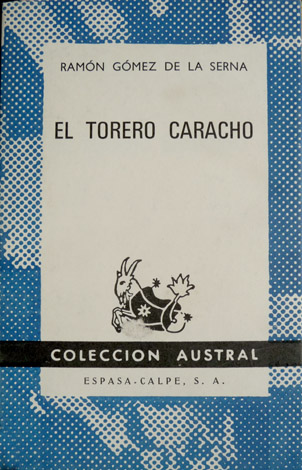 RAMÓN GÓMEZ DE LA SERNA
EL TORERO CARACHO
COLECCION AUSTRAL
ESPASA-CALPE, S. A.